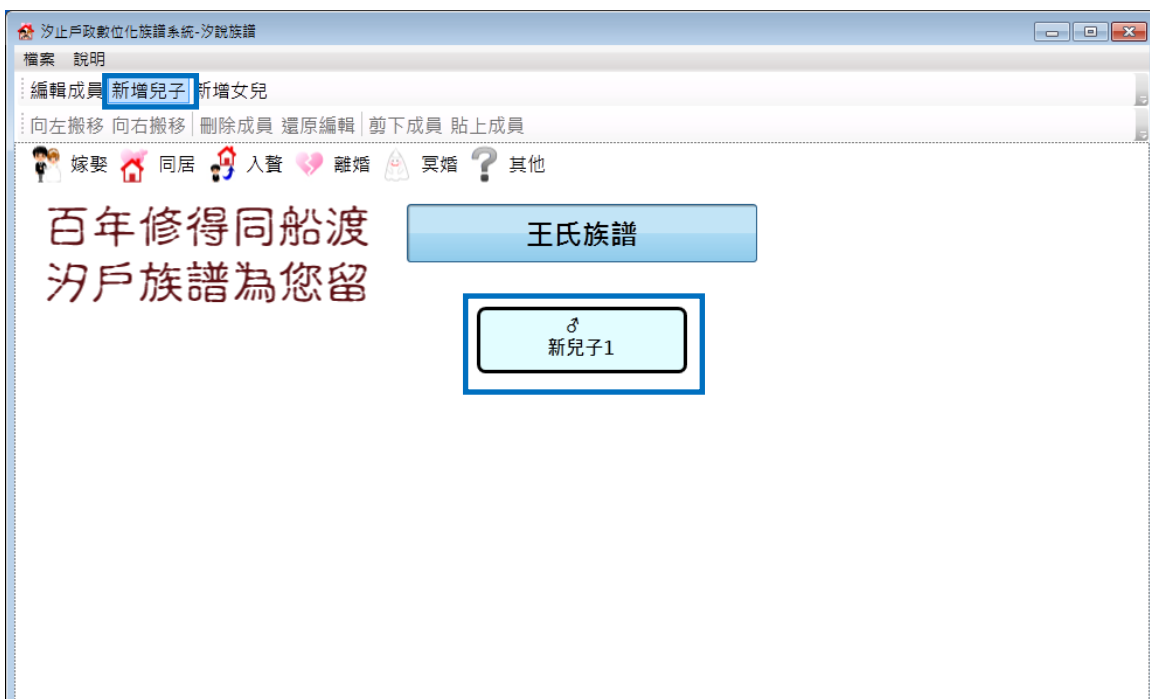 汐止戶政數位化族譜系統-汐說族譜
檔案 說明
編輯成員 新增兒子 新增女兒
向左搬移 向右搬移 刪除成員 還原編輯 剪下成員 貼上成員
嫁娶 同居 入贅 離婚 冥婚 其他
百年修得同船渡
汐戶族譜為您留
王氏族譜
♂
新兒子1